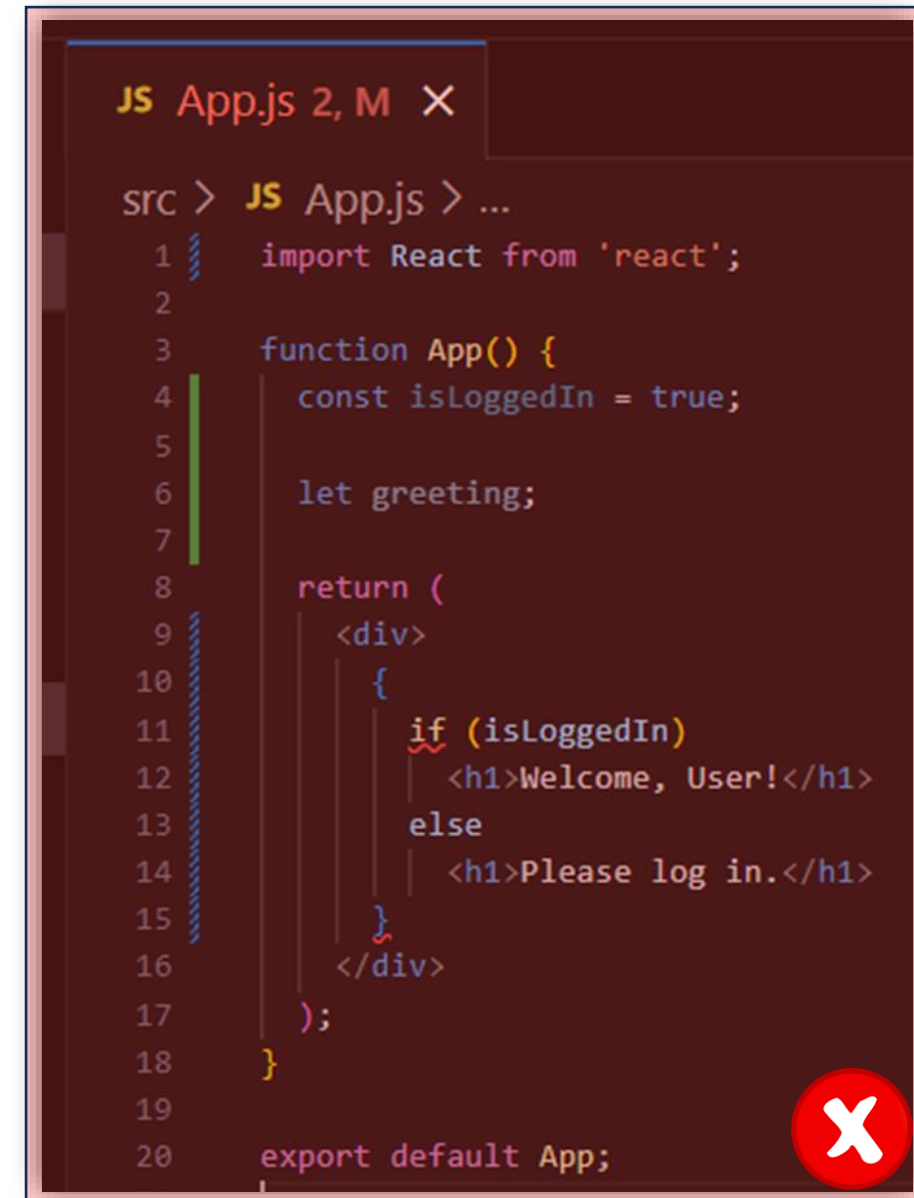 JS App.js 2, M ×
src > JS App.js > ...
1 import React from 'react';
2
3 function App() {
4   const isLoggedIn = true;
5
6   let greeting;
7
8   return (
9     <div>
10       {
11         if (isLoggedIn)
12           <h1>Welcome, User!</h1>
13         else
14           <h1>Please log in.</h1>
15       }
16     </div>
17   );
18 }
19
20 export default App;